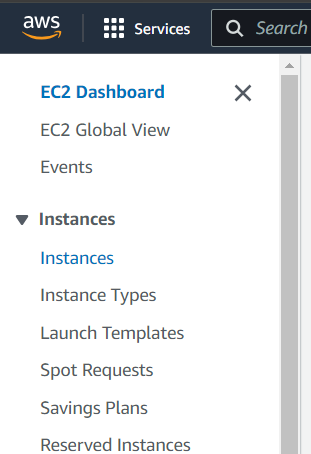 aws
Services
Search
EC2 Dashboard
EC2 Global View
Events
Instances
Instances
Instance Types
Launch Templates
Spot Requests
Savings Plans
Reserved Instances